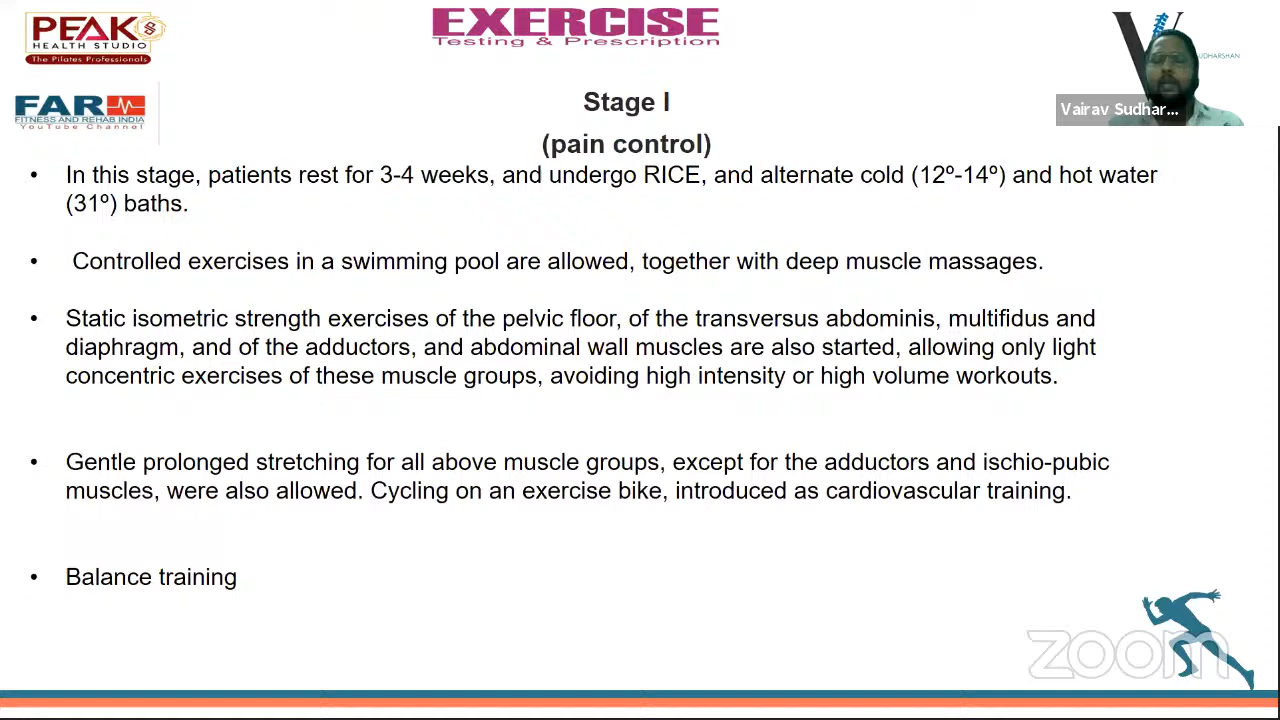 PEAK
HEALTH STUDIO
The Pilates Professionals
EXERCISE
Testing & Prescription
V
UDHARSHAN
Vairav Sudhar...
FAR
FITNESS AND REHAB INDIA
YouTube Channel
Stage I
(pain control)
• In this stage, patients rest for 3-4 weeks, and undergo RICE, and alternate cold (12º-14º) and hot water
(31º) baths.
• Controlled exercises in a swimming pool are allowed, together with deep muscle massages.
• Static isometric strength exercises of the pelvic floor, of the transversus abdominis, multifidus and
diaphragm, and of the adductors, and abdominal wall muscles are also started, allowing only light
concentric exercises of these muscle groups, avoiding high intensity or high volume workouts.
• Gentle prolonged stretching for all above muscle groups, except for the adductors and ischio-pubic
muscles, were also allowed. Cycling on an exercise bike, introduced as cardiovascular training.
• Balance training
zoom